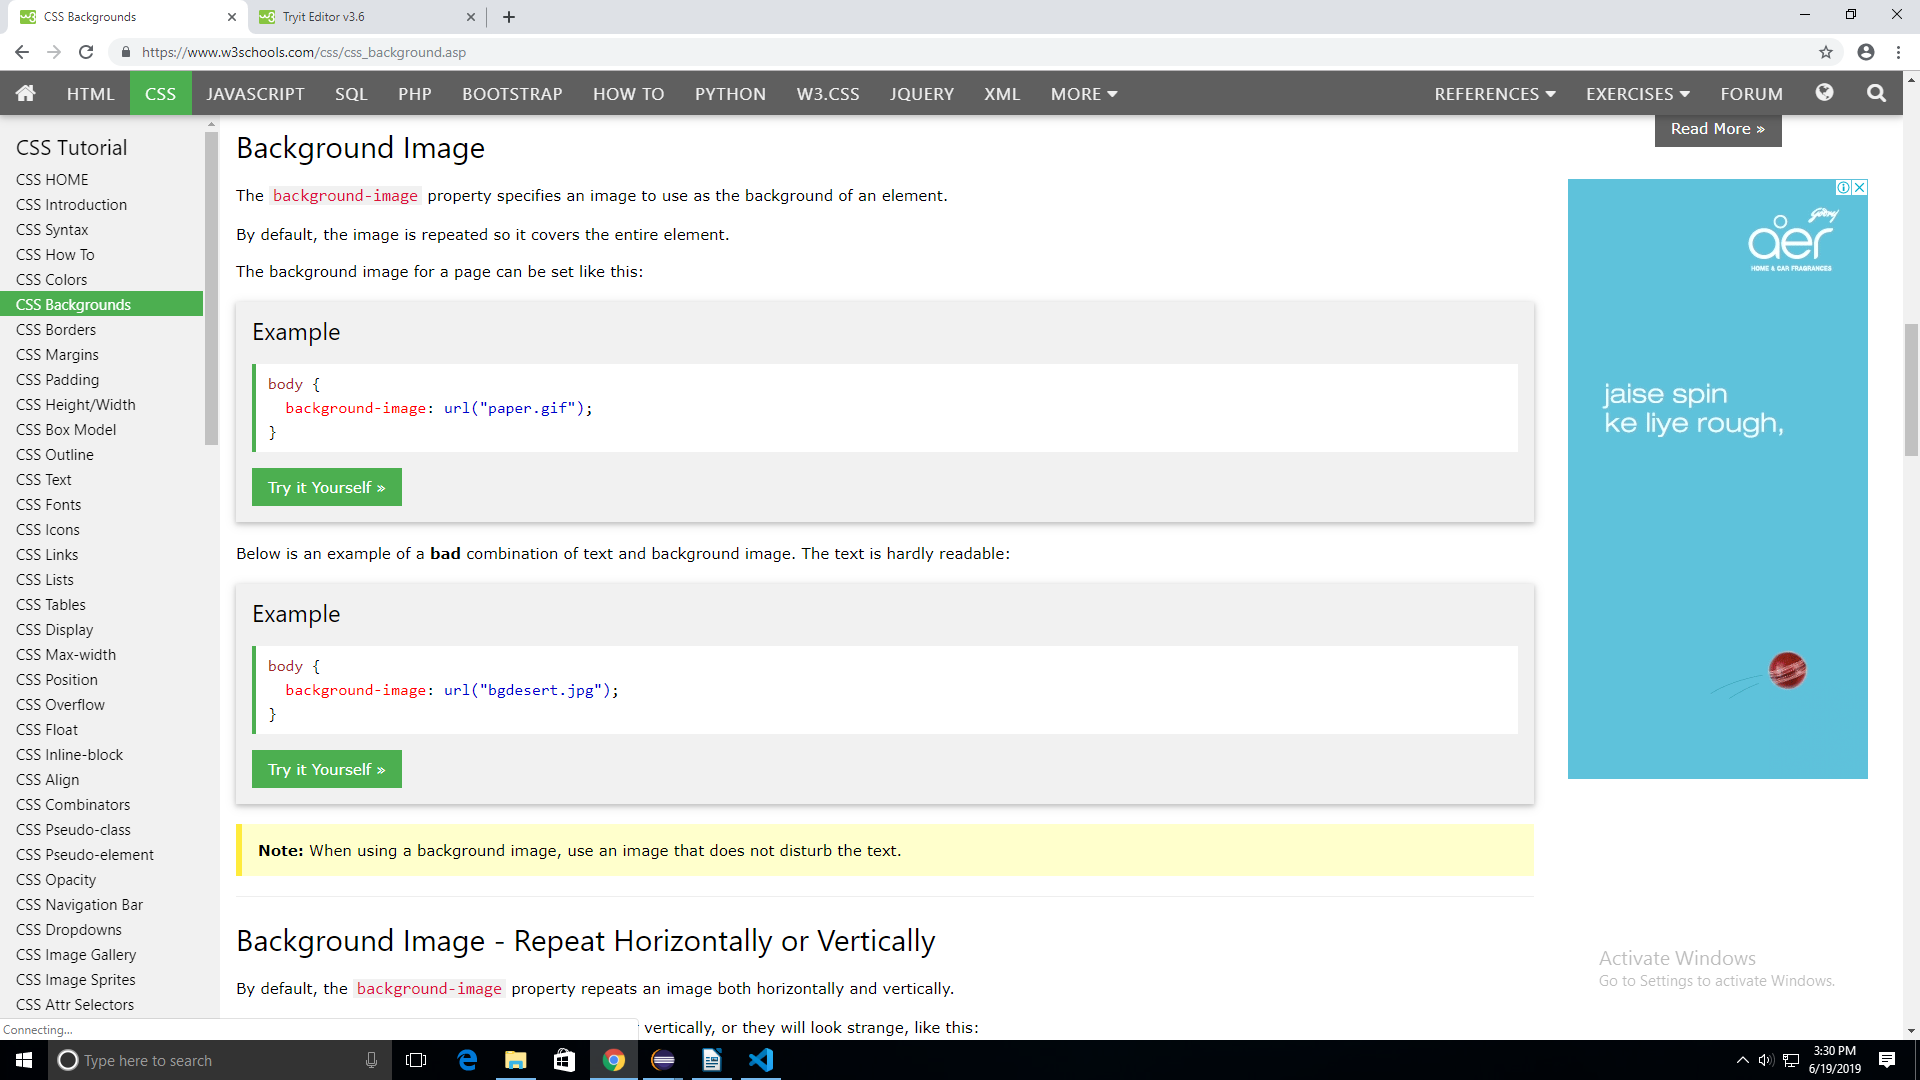 CSS Backgrounds
Tryit Editor v3.6
https://www.w3schools.com/css/css_background.asp
HTML
CSS
JAVASCRIPT
SQL
PHP
BOOTSTRAP
HOW TO
PYTHON
W3.CSS
JQUERY
XML
MORE
REFERENCES
EXERCISES
FORUM
CSS Tutorial
CSS HOME
CSS Introduction
CSS Syntax
CSS How To
CSS Colors
CSS Backgrounds
CSS Borders
CSS Margins
CSS Padding
CSS Height/Width
CSS Box Model
CSS Outline
CSS Text
CSS Fonts
CSS Icons
CSS Links
CSS Lists
CSS Tables
CSS Display
CSS Max-width
CSS Position
CSS Overflow
CSS Float
CSS Inline-block
CSS Align
CSS Combinators
CSS Pseudo-class
CSS Pseudo-element
CSS Opacity
CSS Navigation Bar
CSS Dropdowns
CSS Image Gallery
CSS Image Sprites
CSS Attr Selectors
Background Image
The background-image property specifies an image to use as the background of an element.
By default, the image is repeated so it covers the entire element.
The background image for a page can be set like this:
Example
body {
background-image: url("paper.gif");
}
Try it Yourself »
Below is an example of a bad combination of text and background image. The text is hardly readable:
Example
body {
background-image: url("bgdesert.jpg");
}
Try it Yourself »
Note: When using a background image, use an image that does not disturb the text.
Background Image - Repeat Horizontally or Vertically
By default, the background-image property repeats an image both horizontally and vertically.
vertically, or they will look strange, like this:
Read More »
Godrej
aer
HOME & CAR FRAGRANCES
jaise spin
ke liye rough,
Activate Windows
Go to Settings to activate Windows.
Connecting...
Type here to search
3:30 PM
6/19/2019